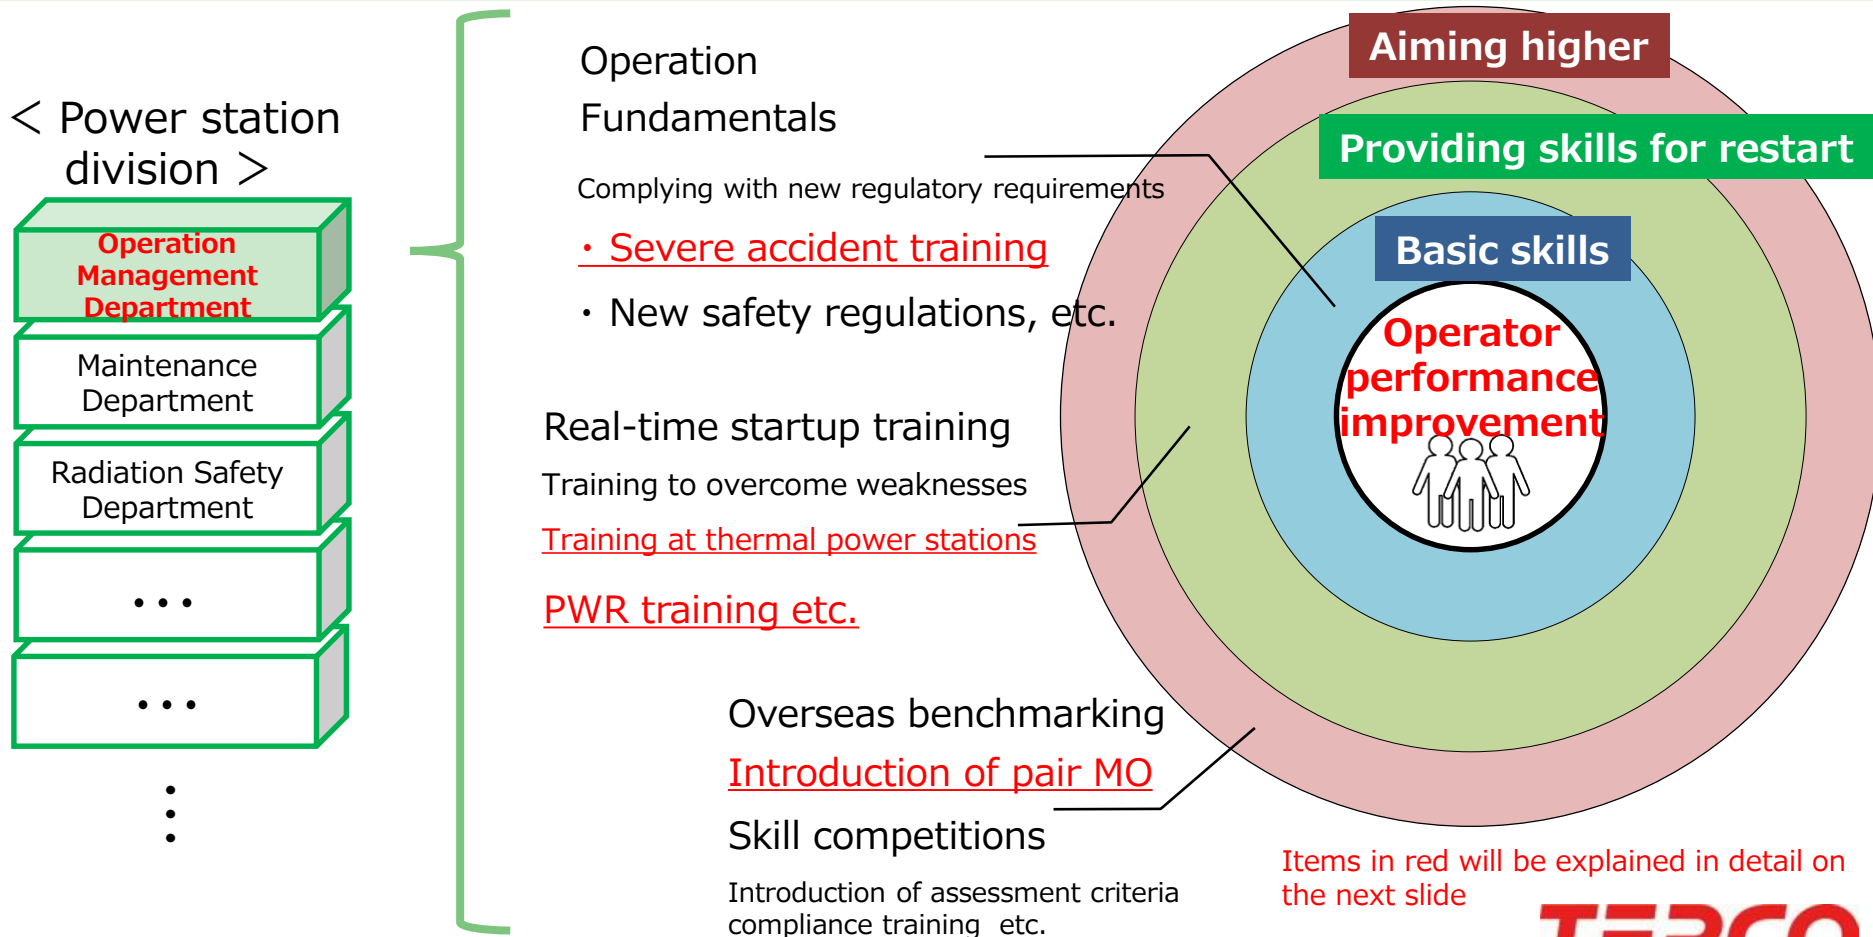 < Power station
division >
Operation
Management
Department
Maintenance
Department
Radiation Safety
Department
・・・
・・・
Operation
Fundamentals
Complying with new regulatory requirements
・Severe accident training
・New safety regulations, etc.
Real-time startup training
Training to overcome weaknesses
Training at thermal power stations
PWR training etc.
Overseas benchmarking
Introduction of pair MO
Skill competitions
Introduction of assessment criteria
compliance training etc.
Aiming higher
Providing skills for restart
Basic skills
Operator
performance
improvement
Items in red will be explained in detail on
the next slide
TEPCO